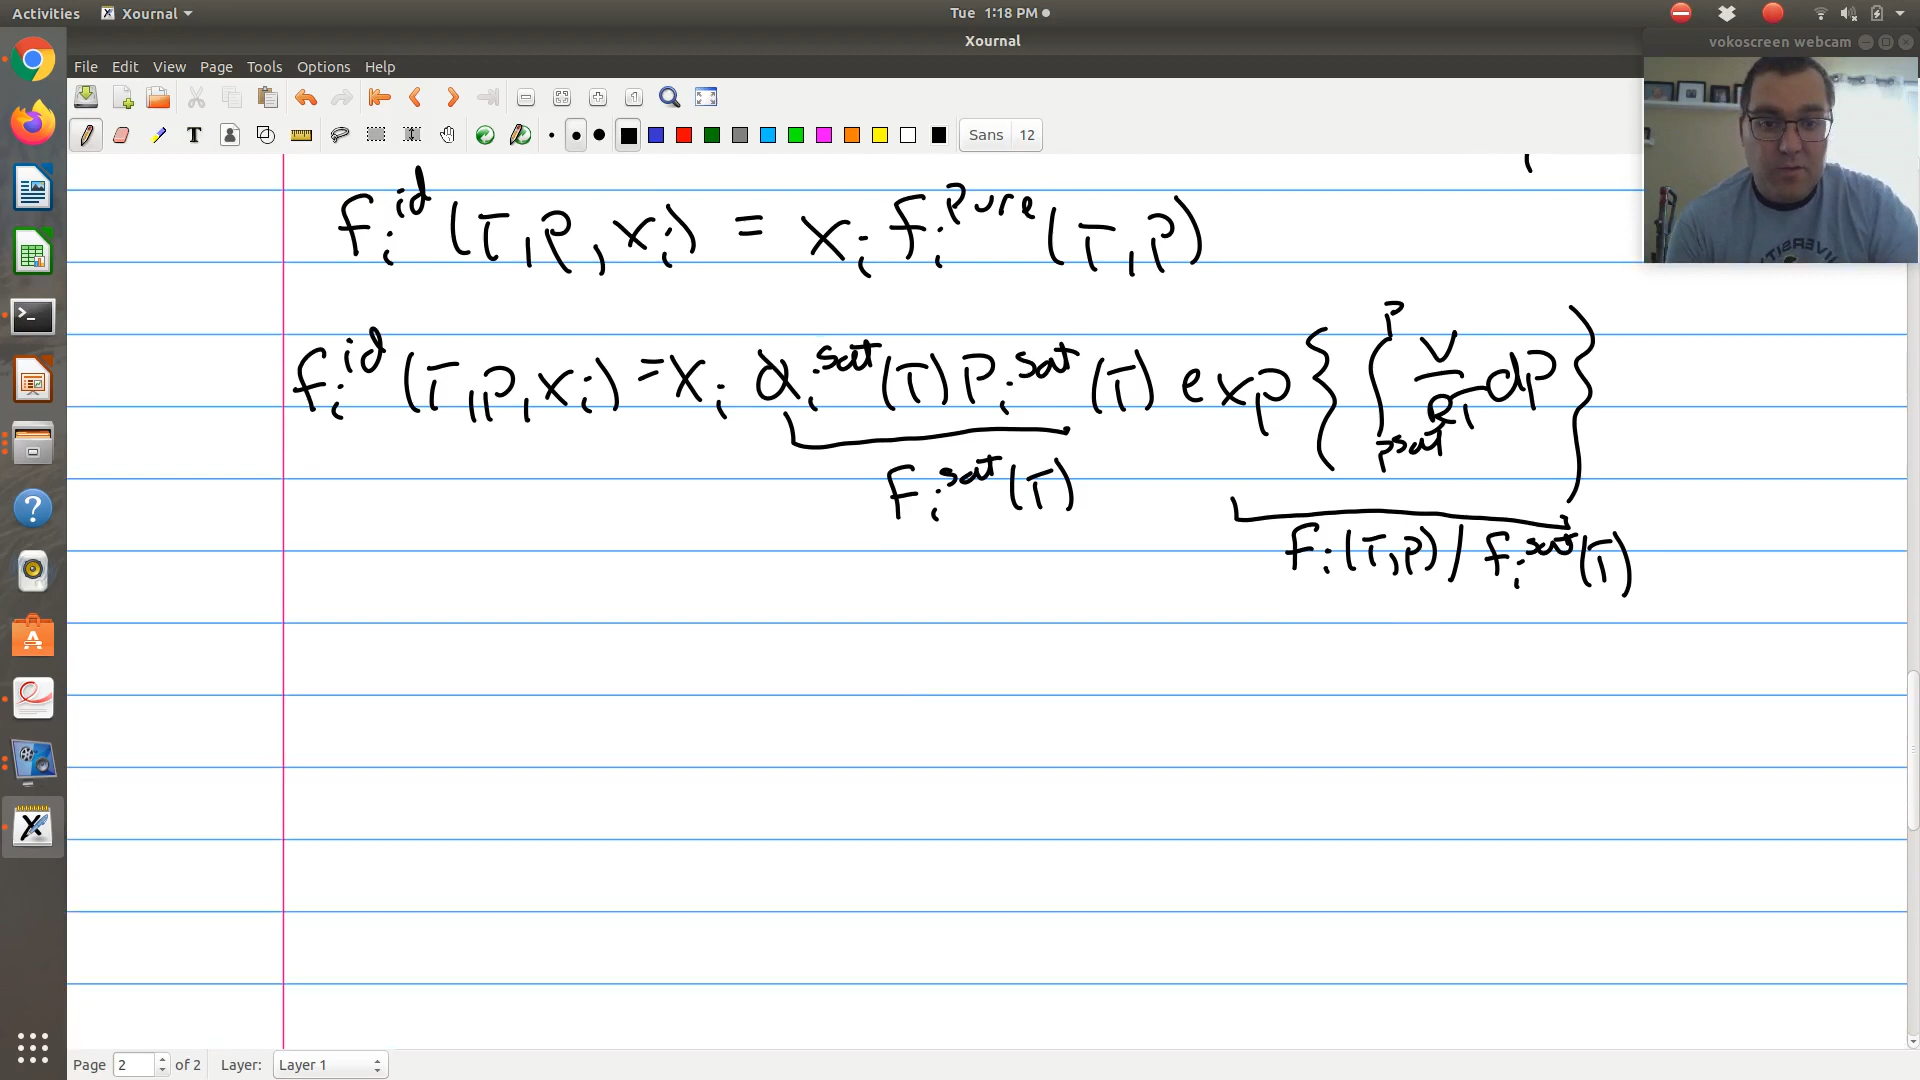 Activities Xournal Tue 1:18 PM
Xournal
vokoscreen webcam
File Edit View Page Tools Options Help
Sans 12
f_i^{id} (T,P,x_i) = x_i f_i^{pure} (T,P)
f_i^{id} (T,P,x_i) = x_i ϕ_i^{sat}(T) P_i^{sat}(T) exp { ∫_{P^{sat}}^{P} V/RT dP }
f_i^{sat}(T)
f_i(T,P) / f_i^{sat}(T)
Page 2 of 2 Layer: Layer 1